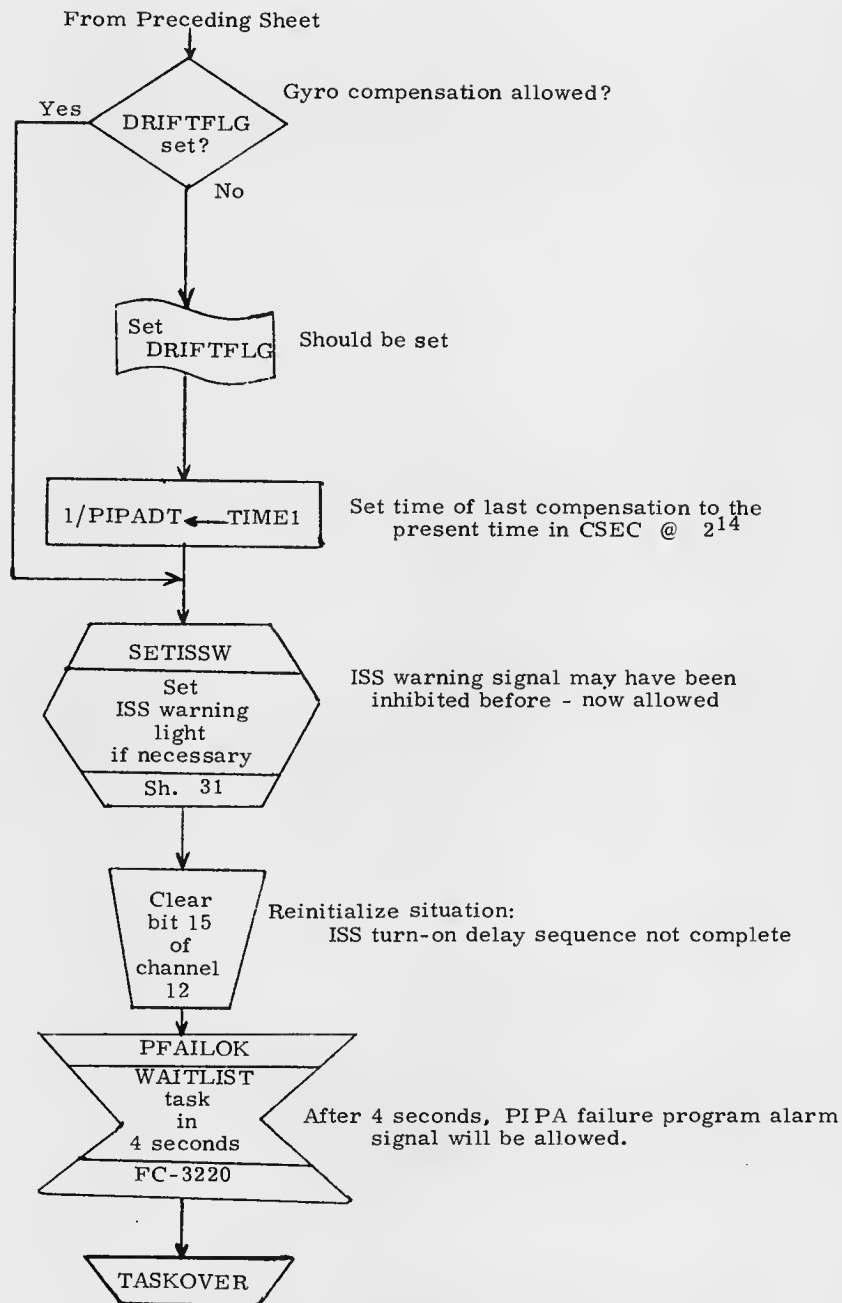 From Preceding Sheet
Gyro compensation allowed?
Yes
DRIFTFLG
set?
No
Set
DRIFTFLG
Should be set
1/PIPADT ← TIME1
Set time of last compensation to the
present time in CSEC @ 2¹⁴
SETISSW
Set
ISS warning
light
if necessary
Sh. 31
ISS warning signal may have been
inhibited before - now allowed
Clear
bit 15
of
channel
12
Reinitialize situation:
ISS turn-on delay sequence not complete
PFAILOK
WAITLIST
task
in
4 seconds
FC-3220
After 4 seconds, PIPA failure program alarm
signal will be allowed.
TASKOVER